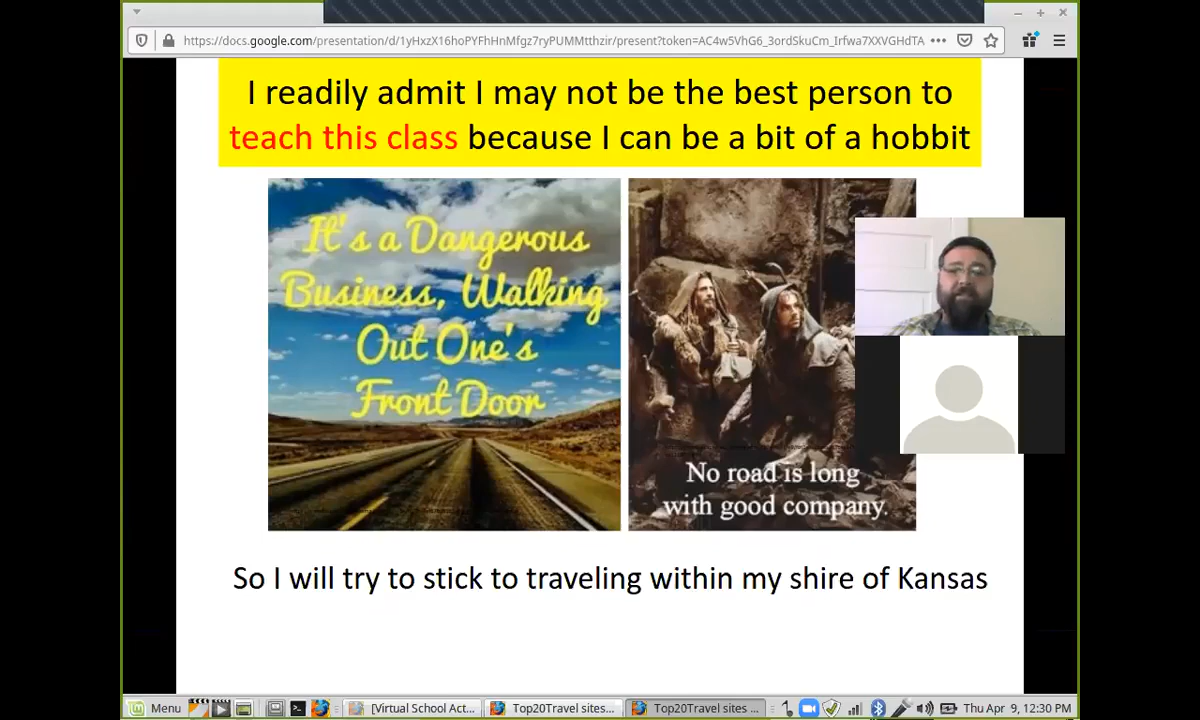 https://docs.google.com/presentation/d/1yHxzX16hoPYFhHnMfgz7ryPUMMtthzir/present?token=AC4w5VhG6_3ordSkuCm_Irfwa7XXVGHdTA
I readily admit I may not be the best person to
teach this class because I can be a bit of a hobbit
It's a Dangerous
Business, Walking
Out One's
Front Door
No road is long
with good company.
So I will try to stick to traveling within my shire of Kansas
Menu [Virtual School Act... Top20Travel sites... Top20Travel sites ... Thu Apr 9, 12:30 PM